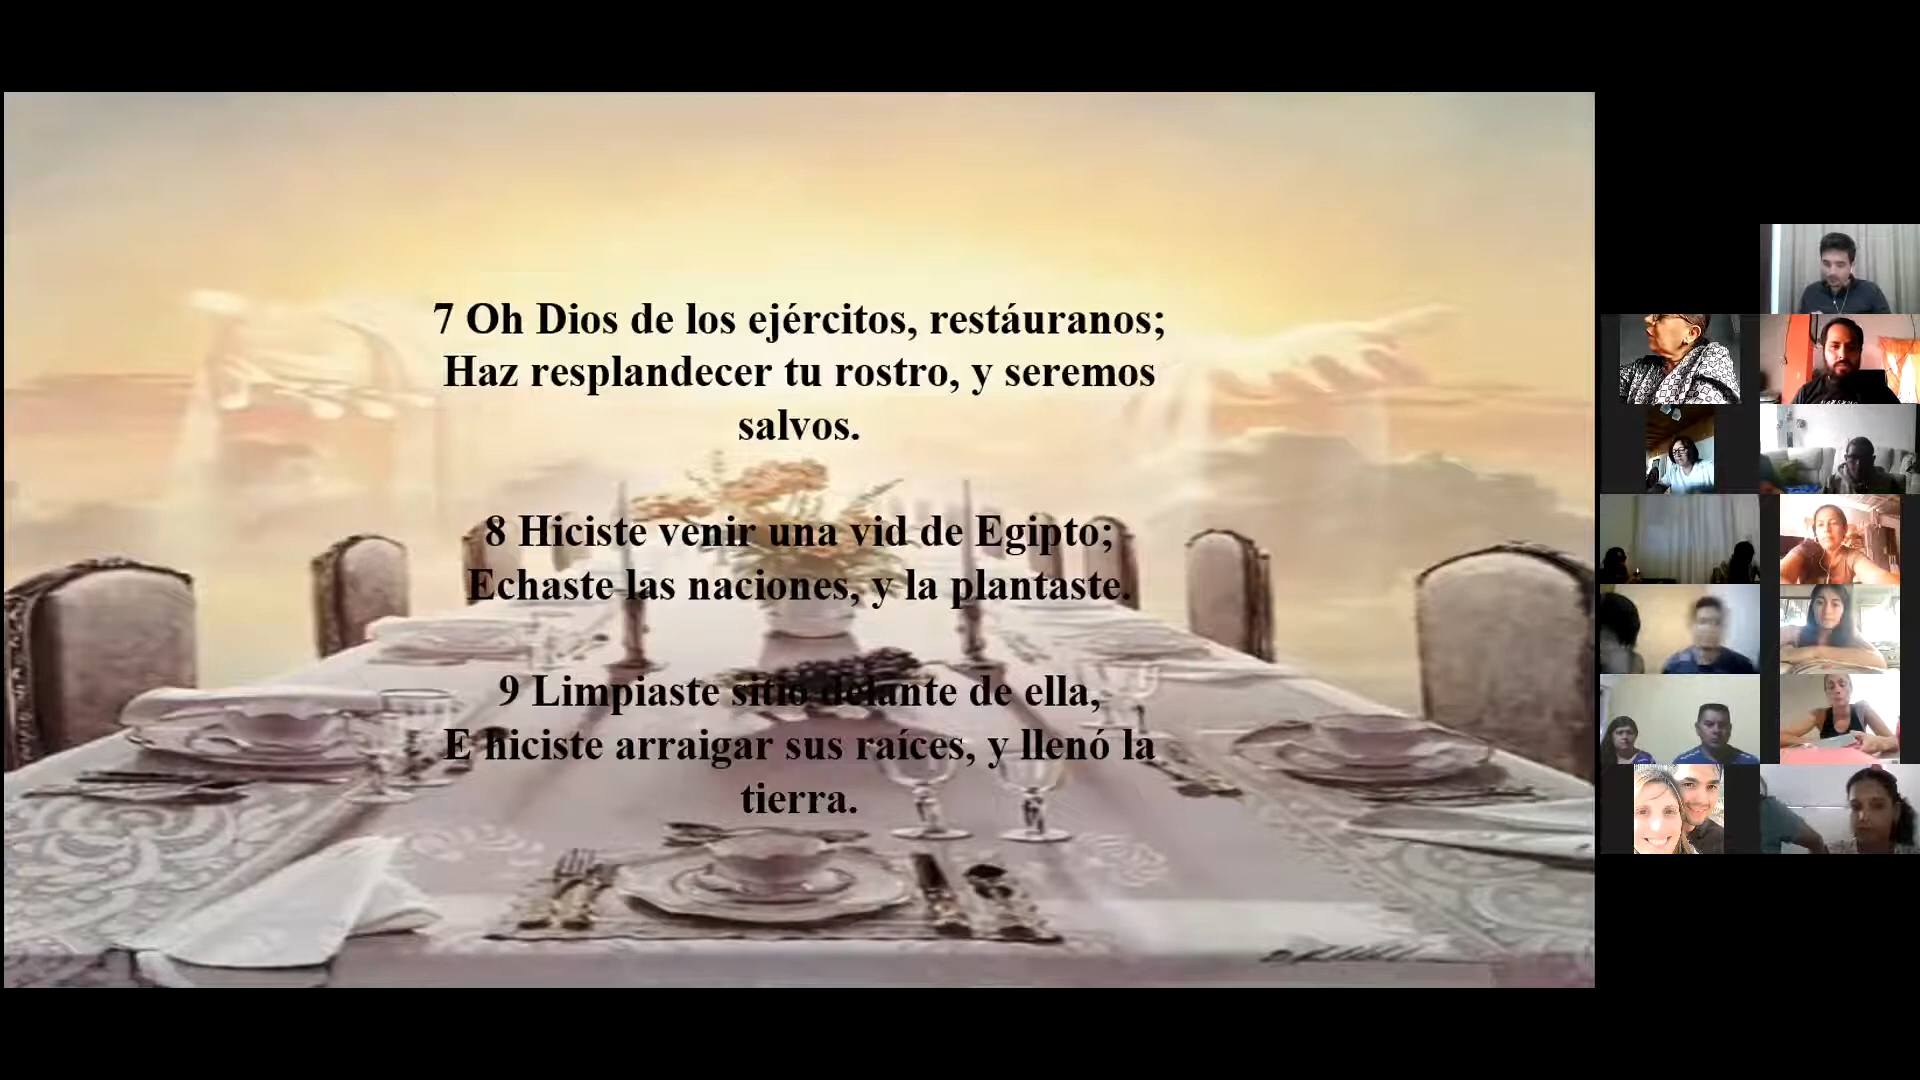 7 Oh Dios de los ejércitos, restáuranos;
Haz resplandecer tu rostro, y seremos
salvos.
8 Hiciste venir una vid de Egipto;
Echaste las naciones, y la plantaste.
9 Limpiaste sitio delante de ella,
E hiciste arraigar sus raíces, y llenó la
tierra.